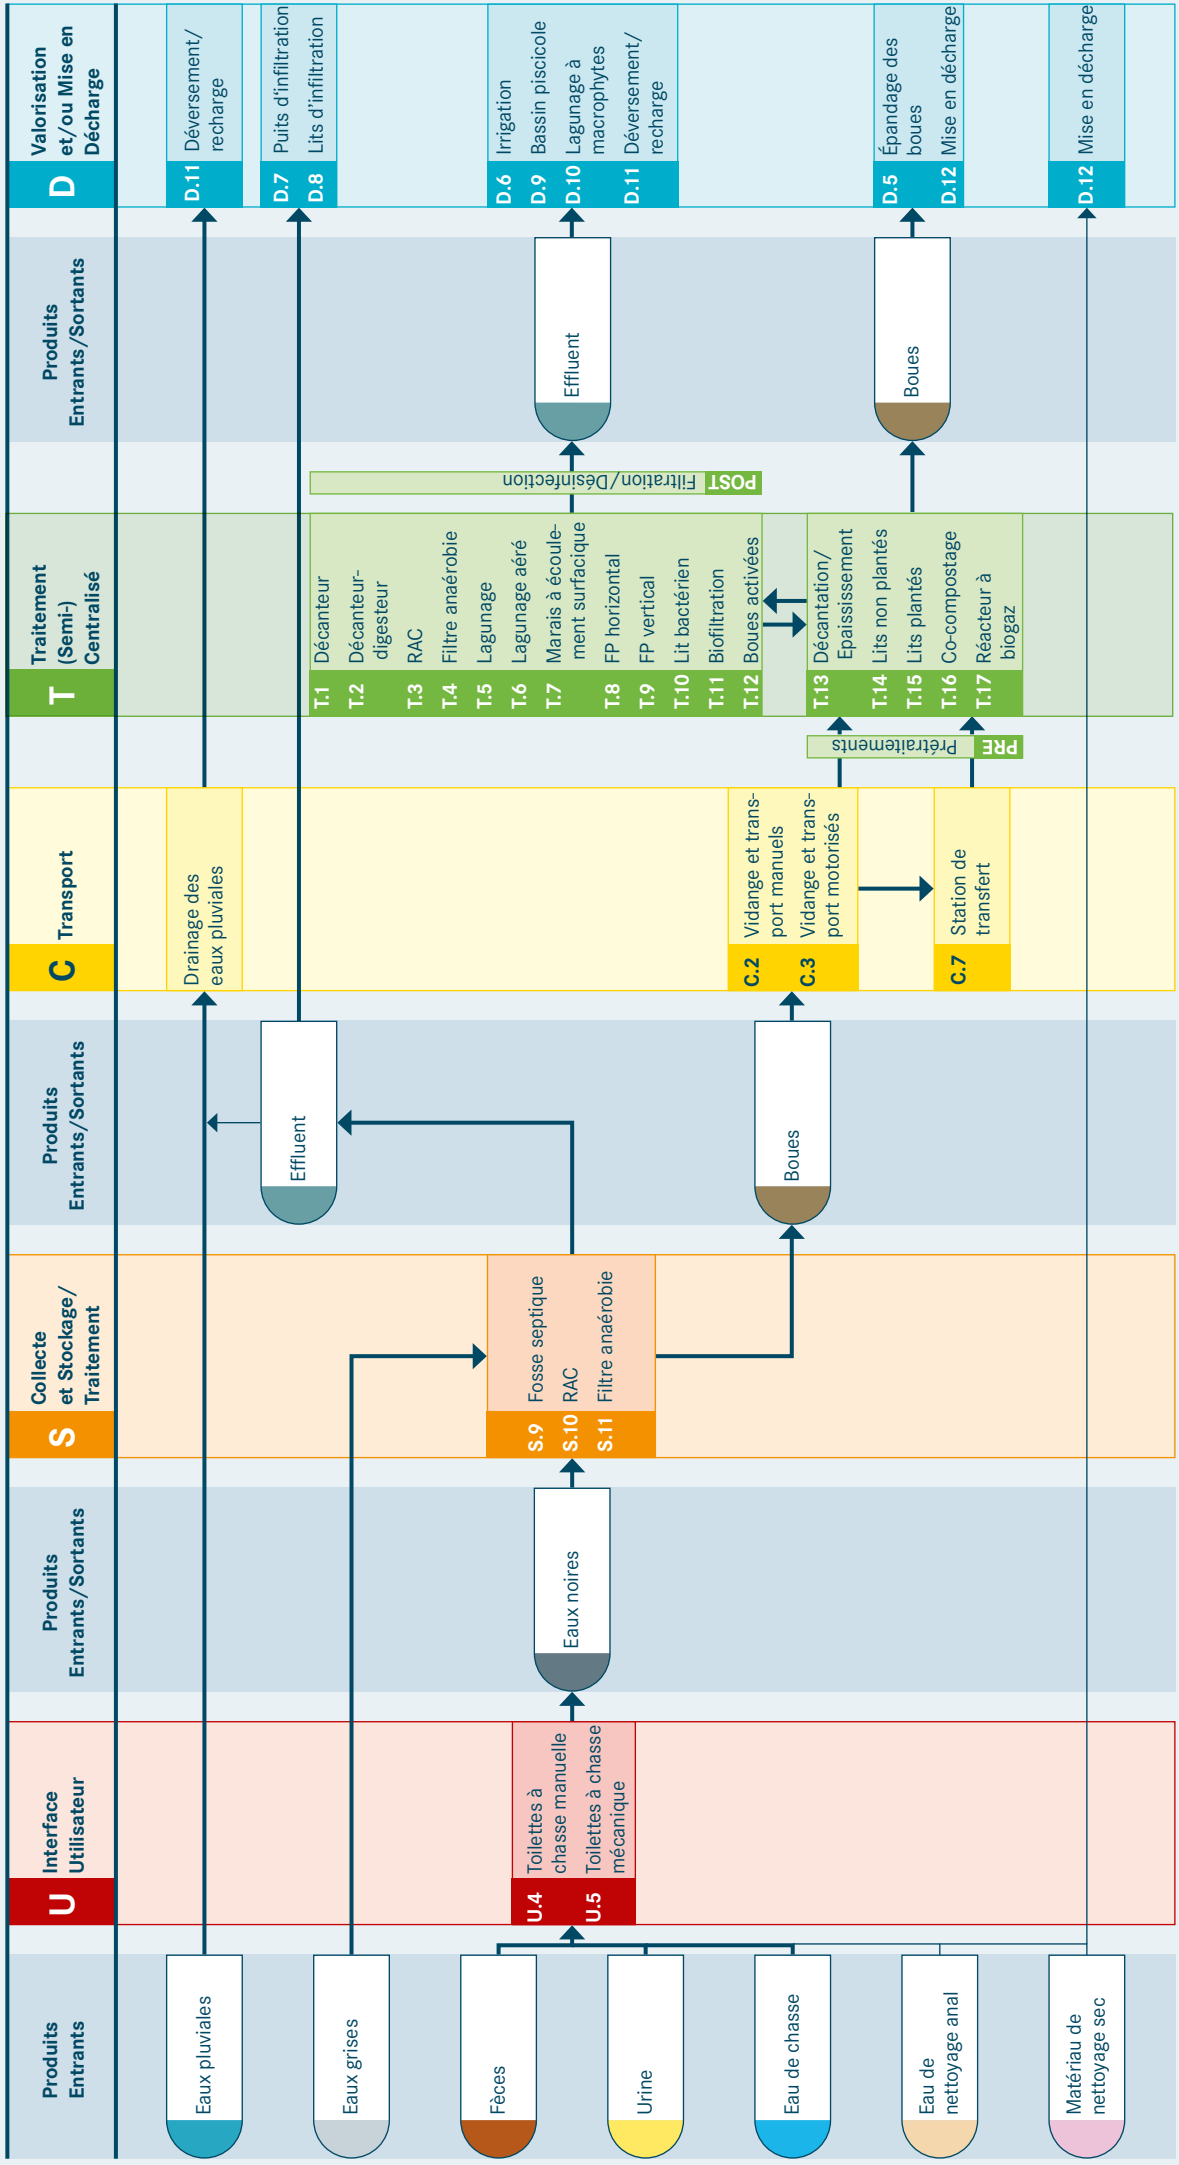 Produits
Entrants
U
Interface
Utilisateur
Produits
Entrants/Sortants
S
Collecte
et Stockage/
Traitement
Produits
Entrants/Sortants
C
Transport
T
Traitement
(Semi-)
Centralisé
Produits
Entrants/Sortants
D
Valorisation
et/ou Mise en
Décharge
Eaux pluviales
Eaux grises
Fèces
Urine
Eau de chasse
Eau de
nettoyage anal
Matériau de
nettoyage sec
U.4 Toilettes à
chasse manuelle
U.5 Toilettes à chasse
mécanique
Eaux noires
S.9 Fosse septique
S.10 RAC
S.11 Filtre anaérobie
Effluent
Boues
Drainage des
eaux pluviales
C.2 Vidange et trans-
port manuels
C.3 Vidange et trans-
port motorisés
C.7 Station de
transfert
PRE Prétraitements
T.1 Décanteur
T.2 Décanteur-
digesteur
T.3 RAC
T.4 Filtre anaérobie
T.5 Lagunage
T.6 Lagunage aéré
T.7 Marais à écoule-
ment surfacique
T.8 FP horizontal
T.9 FP vertical
T.10 Lit bactérien
T.11 Biofiltration
T.12 Boues activées
T.13 Décantation/
Epaississement
T.14 Lits non plantés
T.15 Lits plantés
T.16 Co-compostage
T.17 Réacteur à
biogaz
POST Filtration/Désinfection
Effluent
Boues
D.11 Déversement/
recharge
D.7 Puits d'infiltration
D.8 Lits d'infiltration
D.6 Irrigation
D.9 Bassin piscicole
D.10 Lagunage à
macrophytes
D.11 Déversement/
recharge
D.5 Épandage des
boues
D.12 Mise en décharge
D.12 Mise en décharge